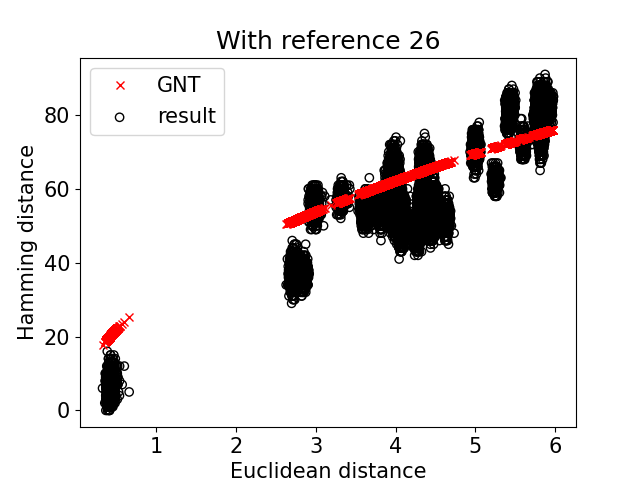 With reference 26
GNT
result
Hamming distance
80
60
40
20
0
1 2 3 4 5 6
Euclidean distance